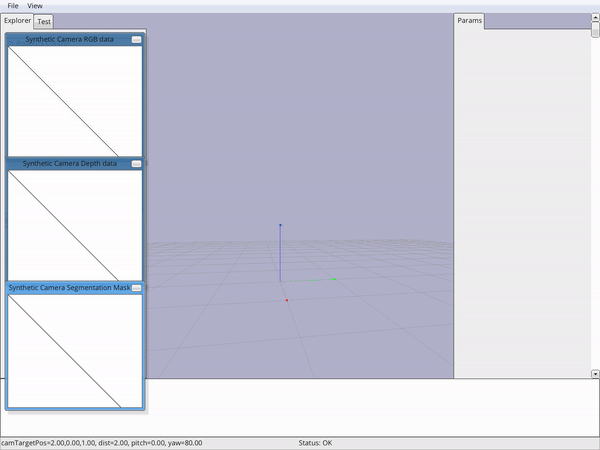 File View
Explorer Test
Params
Synthetic Camera RGB data
Synthetic Camera Depth data
Synthetic Camera Segmentation Mask
camTargetPos=2.00,0.00,1.00, dist=2.00, pitch=0.00, yaw=80.00
Status: OK